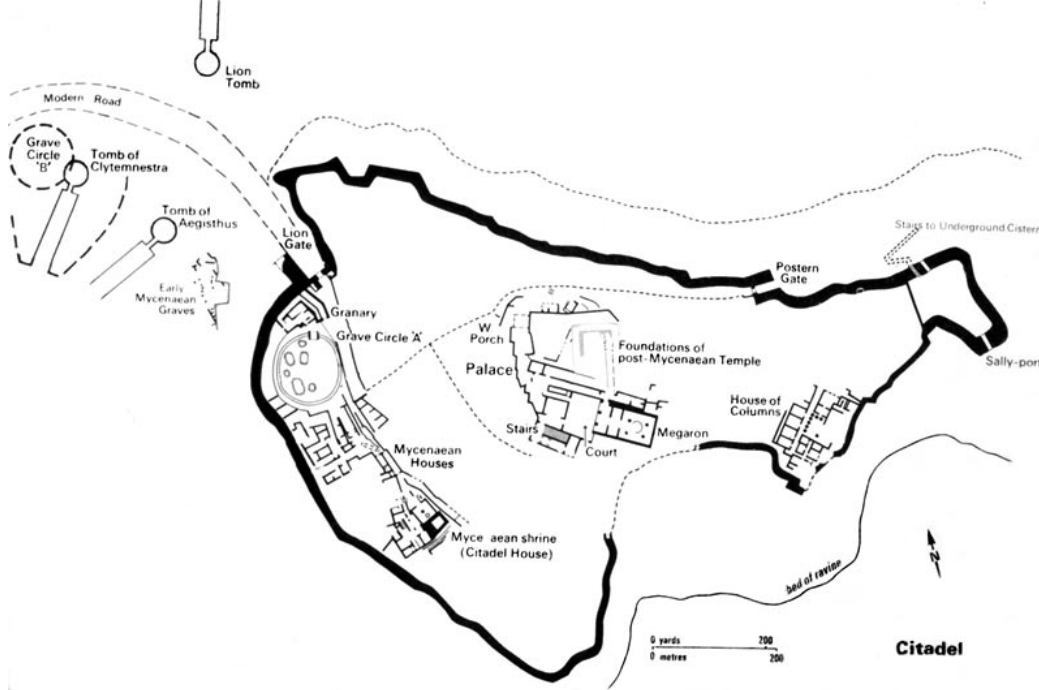 Lion
Tomb
Modern Road
Grave
Circle
'B'
Tomb of
Clytemnestra
Tomb of
Aegisthus
Lion
Gate
Early
Mycenaean
Graves
Granary
Grave Circle 'A'
W
Porch
Palace
Foundations of
post-Mycenaean Temple
Postern
Gate
Stairs to Underground Cistern
Sally-port
House of
Columns
Stairs
Court
Megaron
Mycenaean
Houses
Myce aean shrine
(Citadel House)
bed of ravine
N
0 yards 200
0 metres 200
Citadel